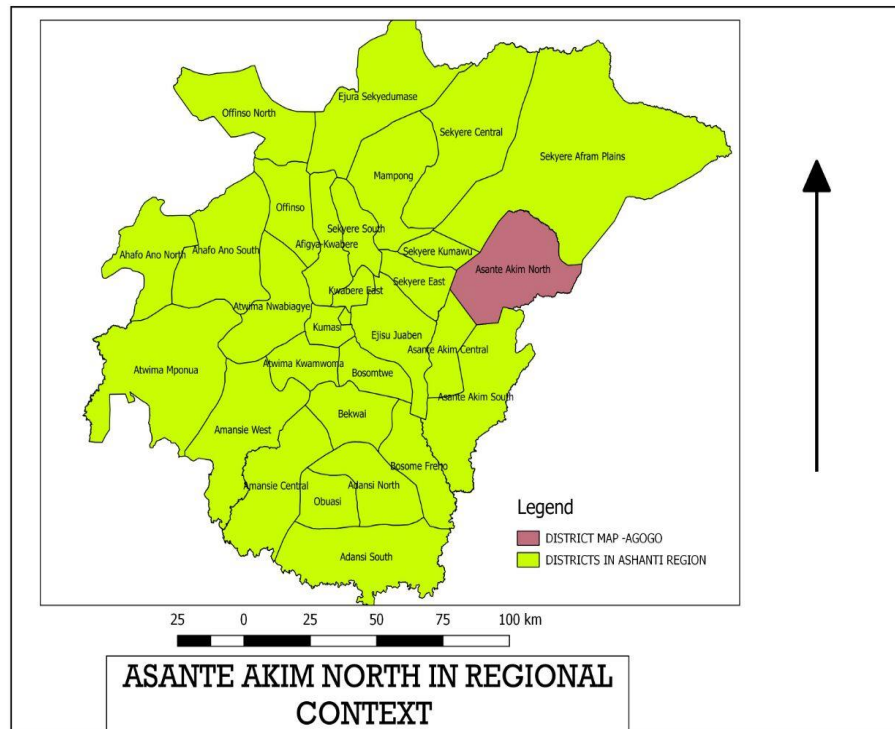 Ejura Sekyedumase
Offinso North
Sekyere Central
Sekyere Afram Plains
Mampong
Offinso
Sekyere South
Ahafo Ano North
Ahafo Ano South
Afigya-Kwabere
Sekyere Kumawu
Asante Akim North
Sekyere East
Kwabere East
Atwima Nwabiagye
Kumasi
Ejisu Juaben
Asante Akim Central
Atwima Mponua
Atwima Kwamwoma
Bosomtwe
Asante Akim South
Bekwai
Amansie West
Bosome Freho
Amansie Central
Adansi North
Obuasi
Adansi South
Legend
DISTRICT MAP -AGOGO
DISTRICTS IN ASHANTI REGION
25 0 25 50 75 100 km
ASANTE AKIM NORTH IN REGIONAL
CONTEXT